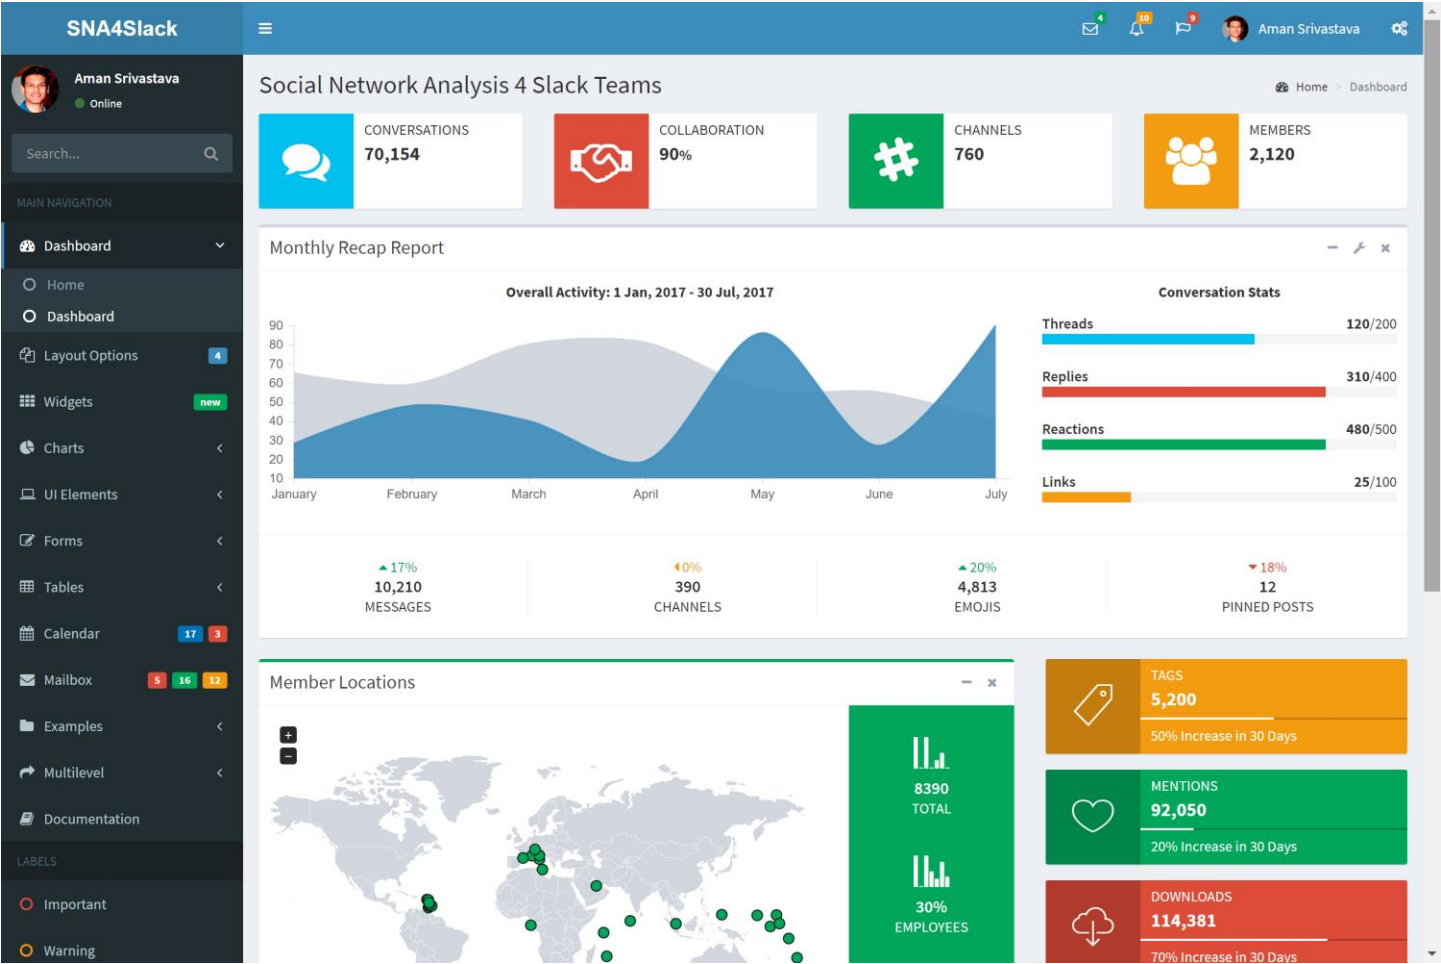 SNA4Slack
4
10
9
Aman Srivastava
Aman Srivastava
Online
Search...
MAIN NAVIGATION
Dashboard
Home
Dashboard
Layout Options 4
Widgets new
Charts
UI Elements
Forms
Tables
Calendar 17 3
Mailbox 5 16 12
Examples
Multilevel
Documentation
LABELS
Important
Warning
Social Network Analysis 4 Slack Teams
Home > Dashboard
CONVERSATIONS
70,154
COLLABORATION
90%
CHANNELS
760
MEMBERS
2,120
Monthly Recap Report
Overall Activity: 1 Jan, 2017 - 30 Jul, 2017
90
80
70
60
50
40
30
20
10
January February March April May June July
Conversation Stats
Threads 120/200
Replies 310/400
Reactions 480/500
Links 25/100
17%
10,210
MESSAGES
0%
390
CHANNELS
20%
4,813
EMOJIS
18%
12
PINNED POSTS
Member Locations
+
−
8390
TOTAL
30%
EMPLOYEES
TAGS
5,200
50% Increase in 30 Days
MENTIONS
92,050
20% Increase in 30 Days
DOWNLOADS
114,381
70% Increase in 30 Days